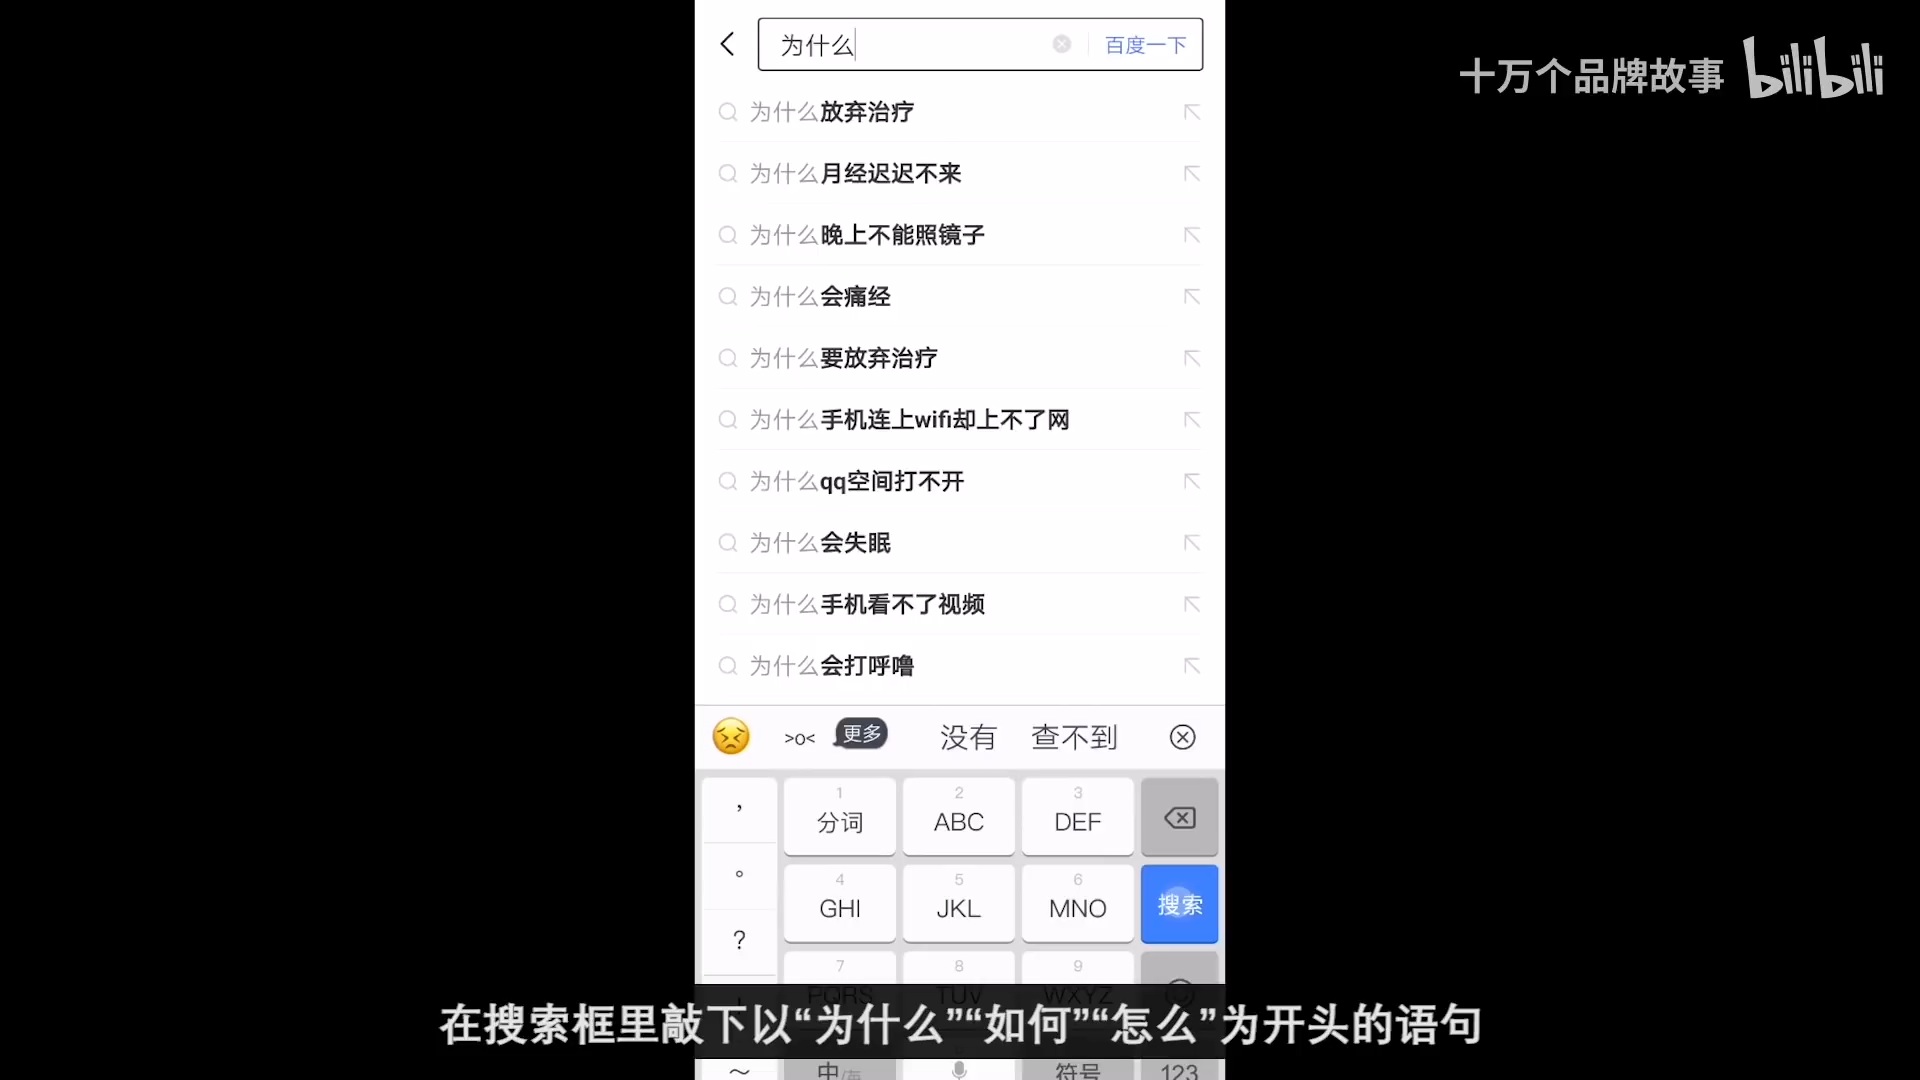 为什么
百度一下
十万个品牌故事 bilibili
为什么放弃治疗
为什么月经迟迟不来
为什么晚上不能照镜子
为什么会痛经
为什么要放弃治疗
为什么手机连上wifi却上不了网
为什么qq空间打不开
为什么会失眠
为什么手机看不了视频
为什么会打呼噜
>o< 更多 没有 查不到
，
1 2 3
分词 ABC DEF
。
4 5 6
GHI JKL MNO 搜索
?
7 8 9
PQRS TUV WXYZ
在搜索框里敲下以“为什么”“如何”“怎么”为开头的语句
~ 中/英 符号 123